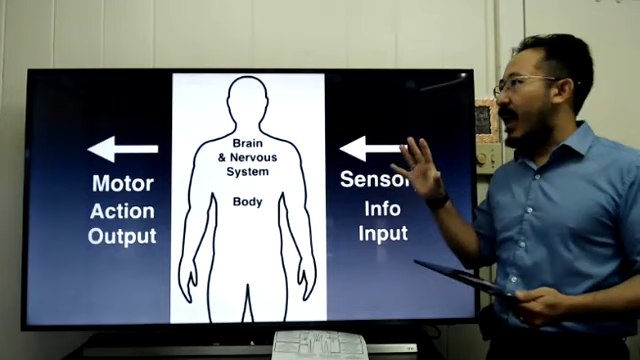 Motor
Action
Output
Brain
& Nervous
System
Body
Info
Input